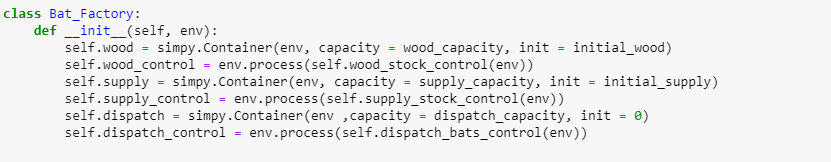 class Bat_Factory:
    def __init__(self, env):
        self.wood = simpy.Container(env, capacity = wood_capacity, init = initial_wood)
        self.wood_control = env.process(self.wood_stock_control(env))
        self.supply = simpy.Container(env, capacity = supply_capacity, init = initial_supply)
        self.supply_control = env.process(self.supply_stock_control(env))
        self.dispatch = simpy.Container(env ,capacity = dispatch_capacity, init = 0)
        self.dispatch_control = env.process(self.dispatch_bats_control(env))